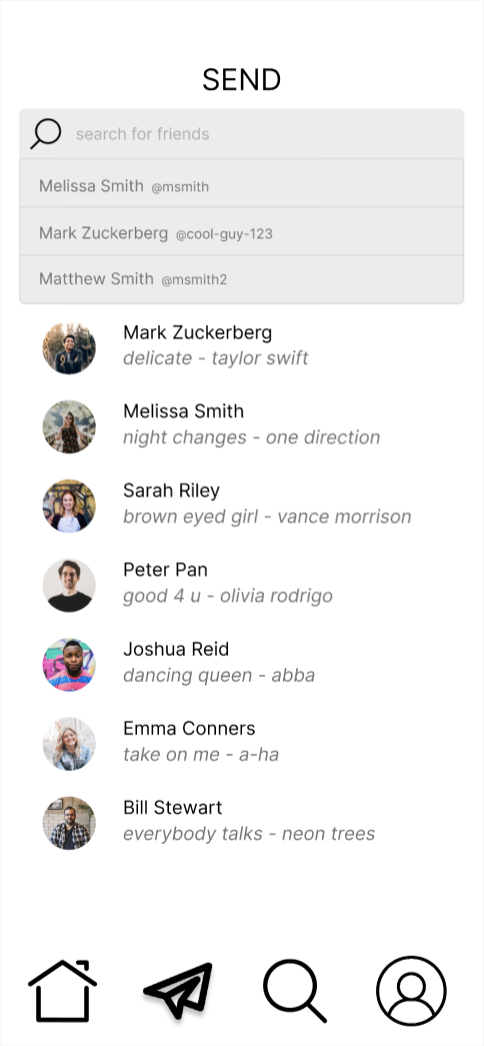 SEND
search for friends
Melissa Smith @msmith
Mark Zuckerberg @cool-guy-123
Matthew Smith @msmith2
Mark Zuckerberg
delicate - taylor swift
Melissa Smith
night changes - one direction
Sarah Riley
brown eyed girl - vance morrison
Peter Pan
good 4 u - olivia rodrigo
Joshua Reid
dancing queen - abba
Emma Conners
take on me - a-ha
Bill Stewart
everybody talks - neon trees